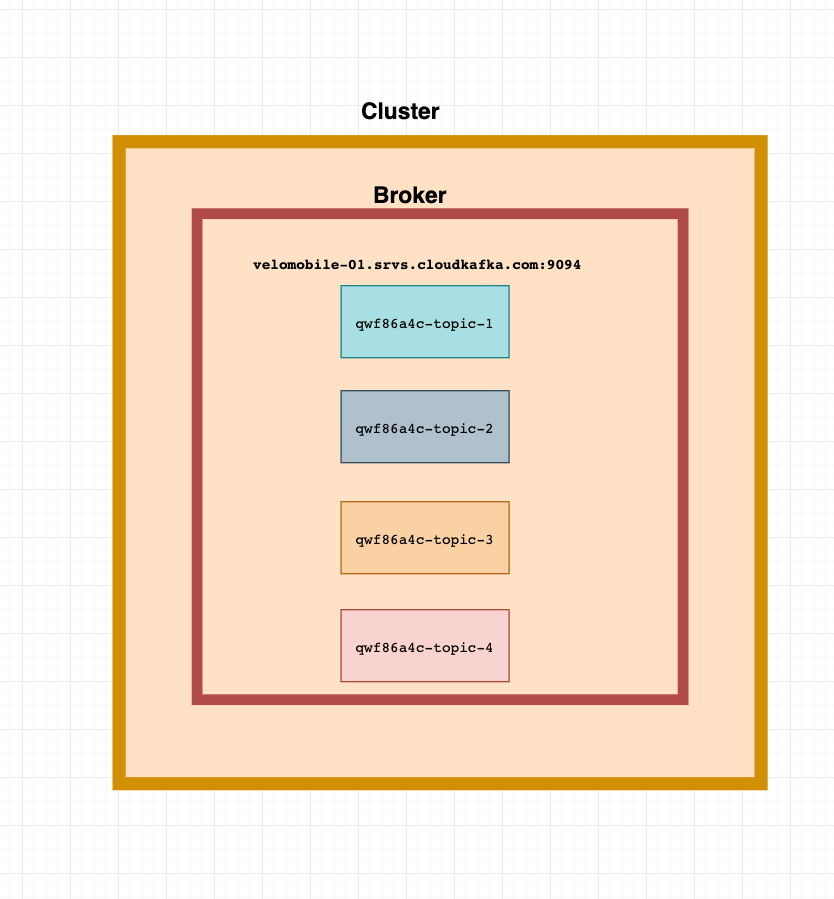 Cluster
Broker
velomobile-01.srvs.cloudkafka.com:9094
qwf86a4c-topic-1
qwf86a4c-topic-2
qwf86a4c-topic-3
qwf86a4c-topic-4